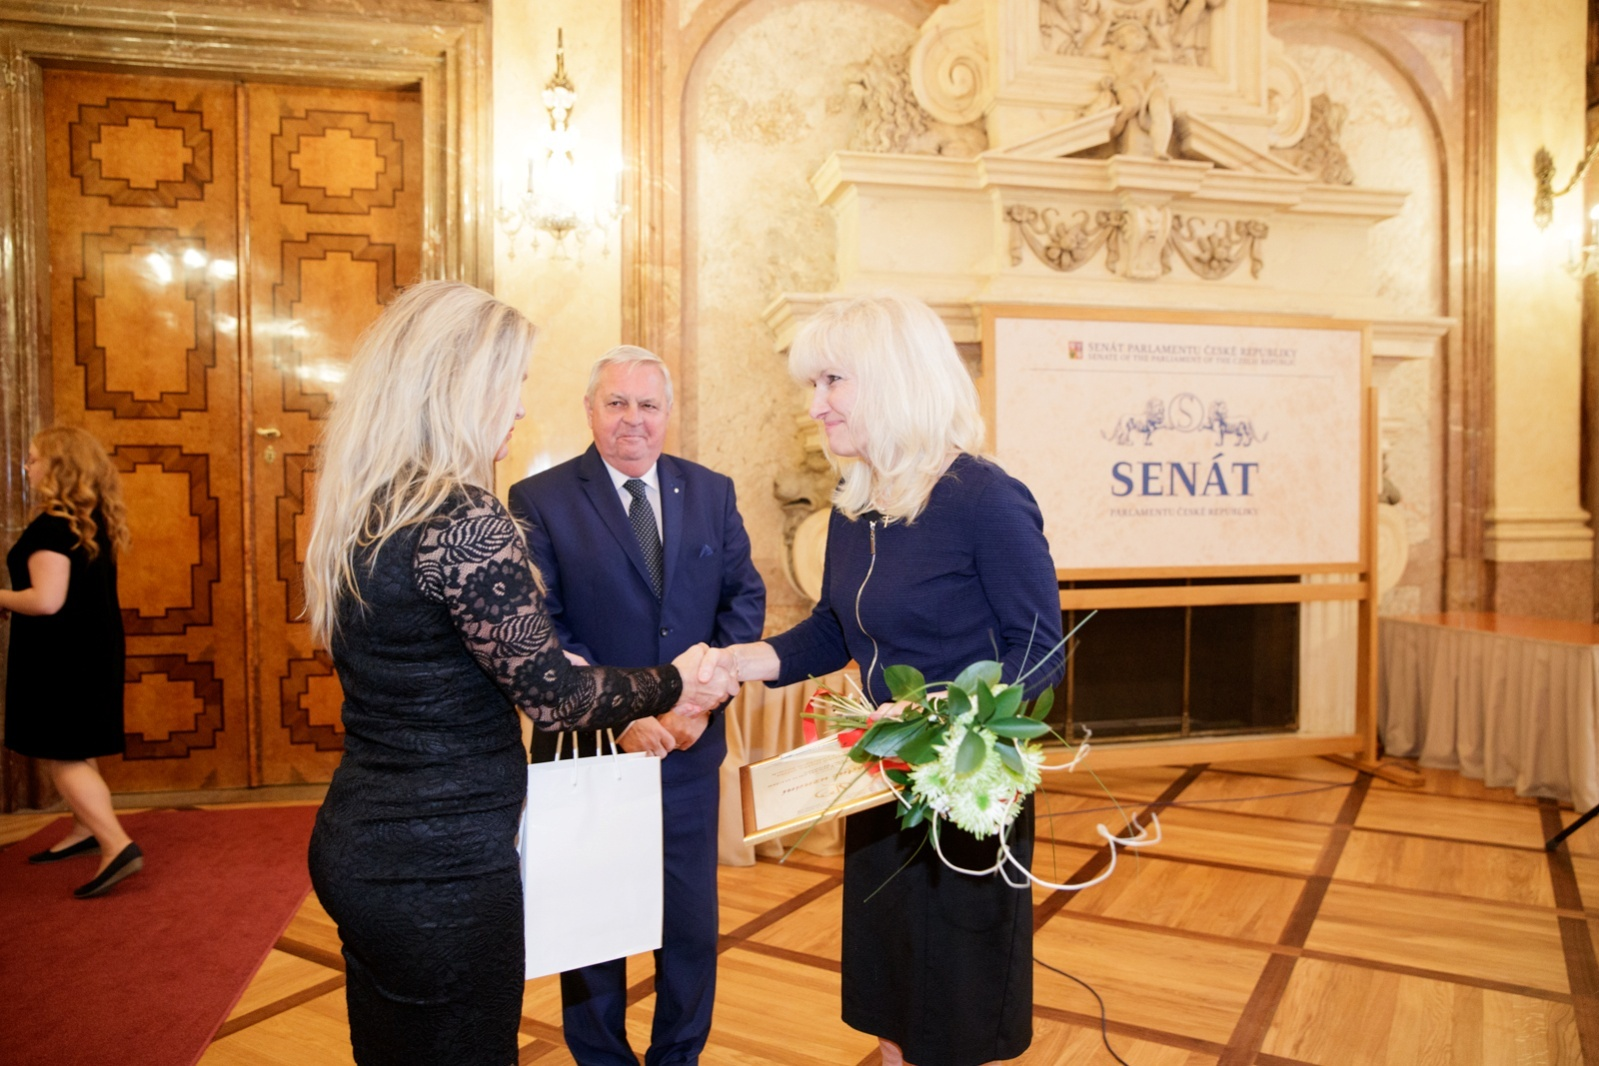 SENÁT PARLAMENTU ČESKÉ REPUBLIKY
SENATE OF THE PARLIAMENT OF THE CZECH REPUBLIC
S
SENÁT
PARLAMENTU ČESKÉ REPUBLIKY